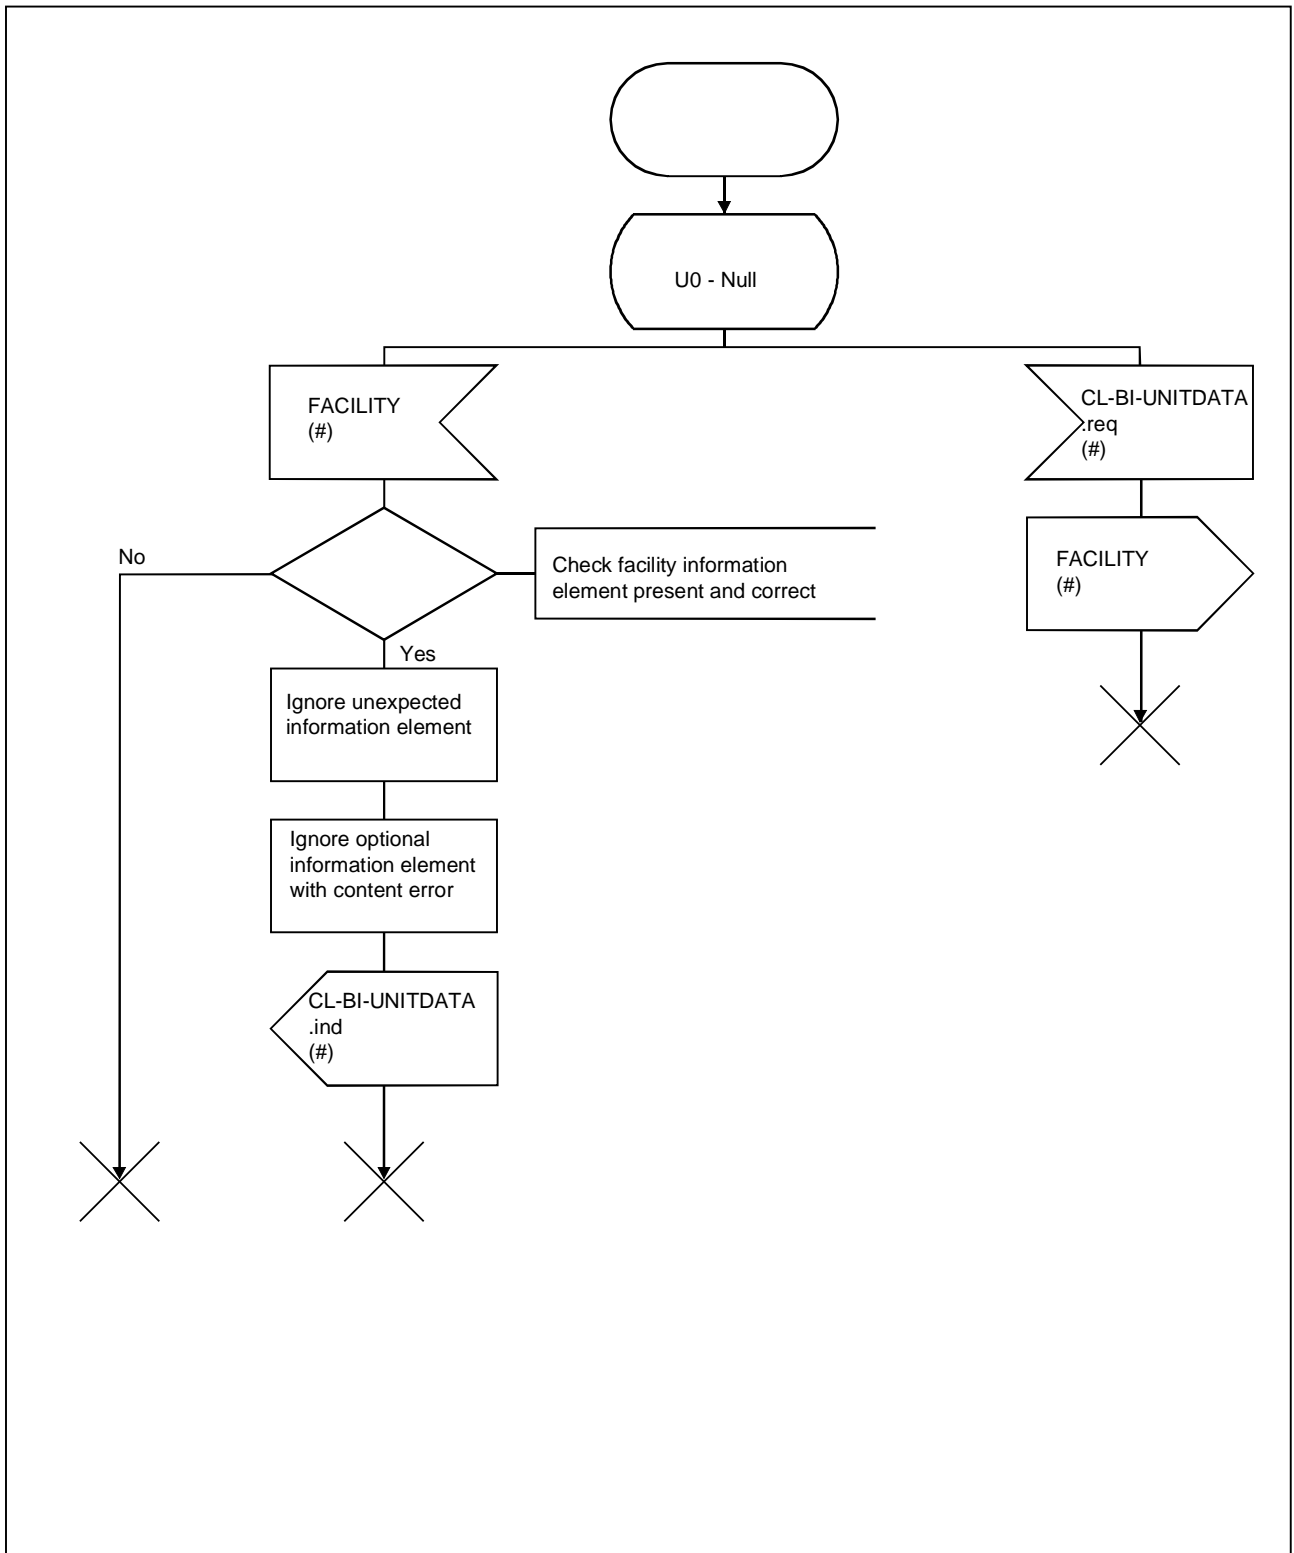 U0 - Null
FACILITY
(#)
CL-BI-UNITDATA
.req
(#)
No
Check facility information
element present and correct
FACILITY
(#)
Yes
Ignore unexpected
information element
Ignore optional
information element
with content error
CL-BI-UNITDATA
.ind
(#)